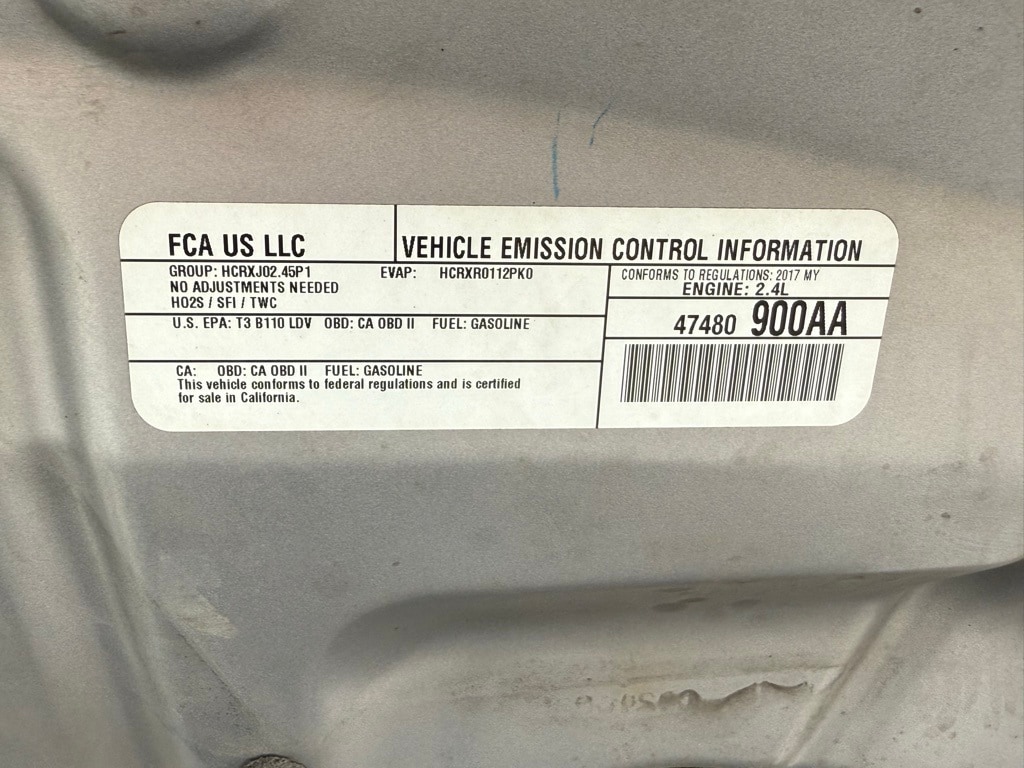 FCA US LLC
VEHICLE EMISSION CONTROL INFORMATION
GROUP: HCRXJ02.45P1 EVAP: HCRXR0112PK0
NO ADJUSTMENTS NEEDED
HO2S / SFI / TWC
CONFORMS TO REGULATIONS: 2017 MY
ENGINE: 2.4L
47480 900AA
U.S. EPA: T3 B110 LDV OBD: CA OBD II FUEL: GASOLINE
CA: OBD: CA OBD II FUEL: GASOLINE
This vehicle conforms to federal regulations and is certified
for sale in California.